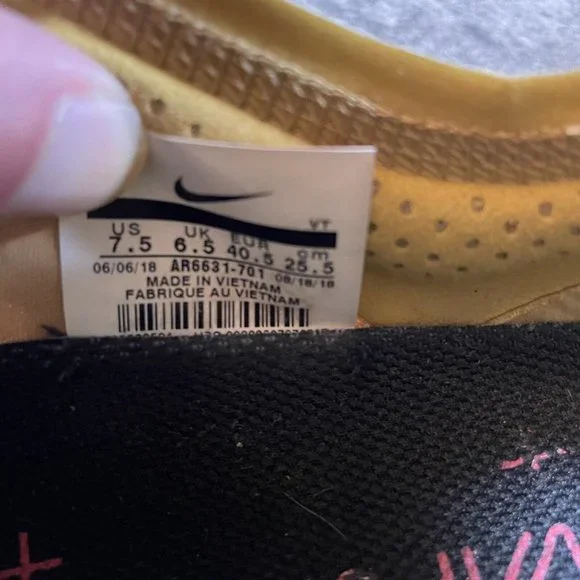 VT
US UK EUR cm
7.5 6.5 40.5 25.5
06/06/18 AR6631-701 08/18/18
MADE IN VIETNAM
FABRIQUE AU VIETNAM